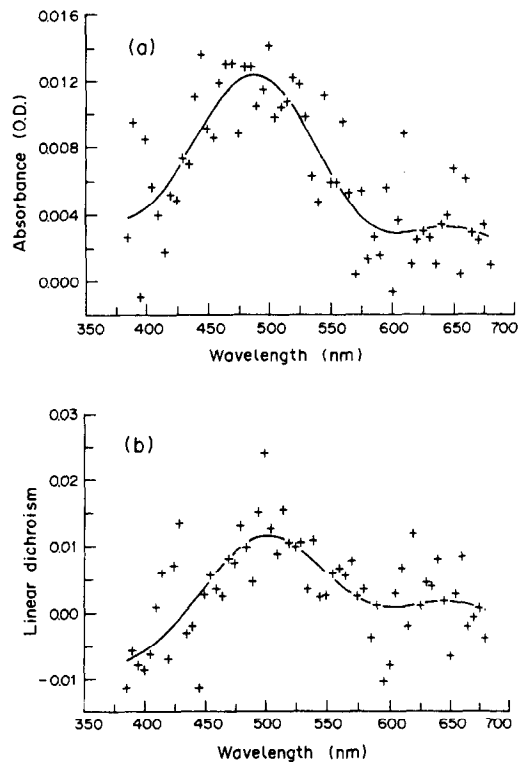 (a)
0.016
0.012
0.008
0.004
0.000
Absorbance (O.D.)
350 400 450 500 550 600 650 700
Wavelength (nm)
(b)
0.03
0.02
0.01
0.00
-0.01
Linear dichroism
350 400 450 500 550 600 650 700
Wavelength (nm)